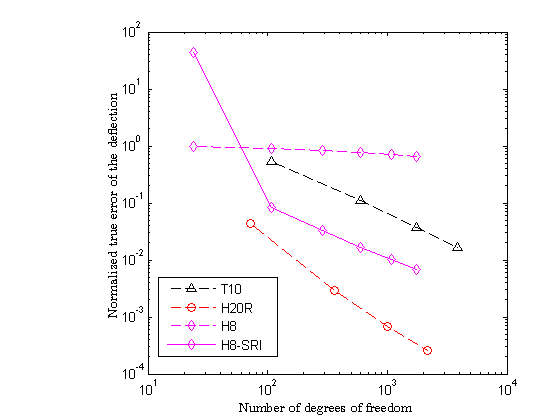 10^2
10^1
10^0
10^-1
10^-2
10^-3
10^-4
Normalized true error of the deflection
T10
H20R
H8
H8-SRI
10^1 10^2 10^3 10^4
Number of degrees of freedom